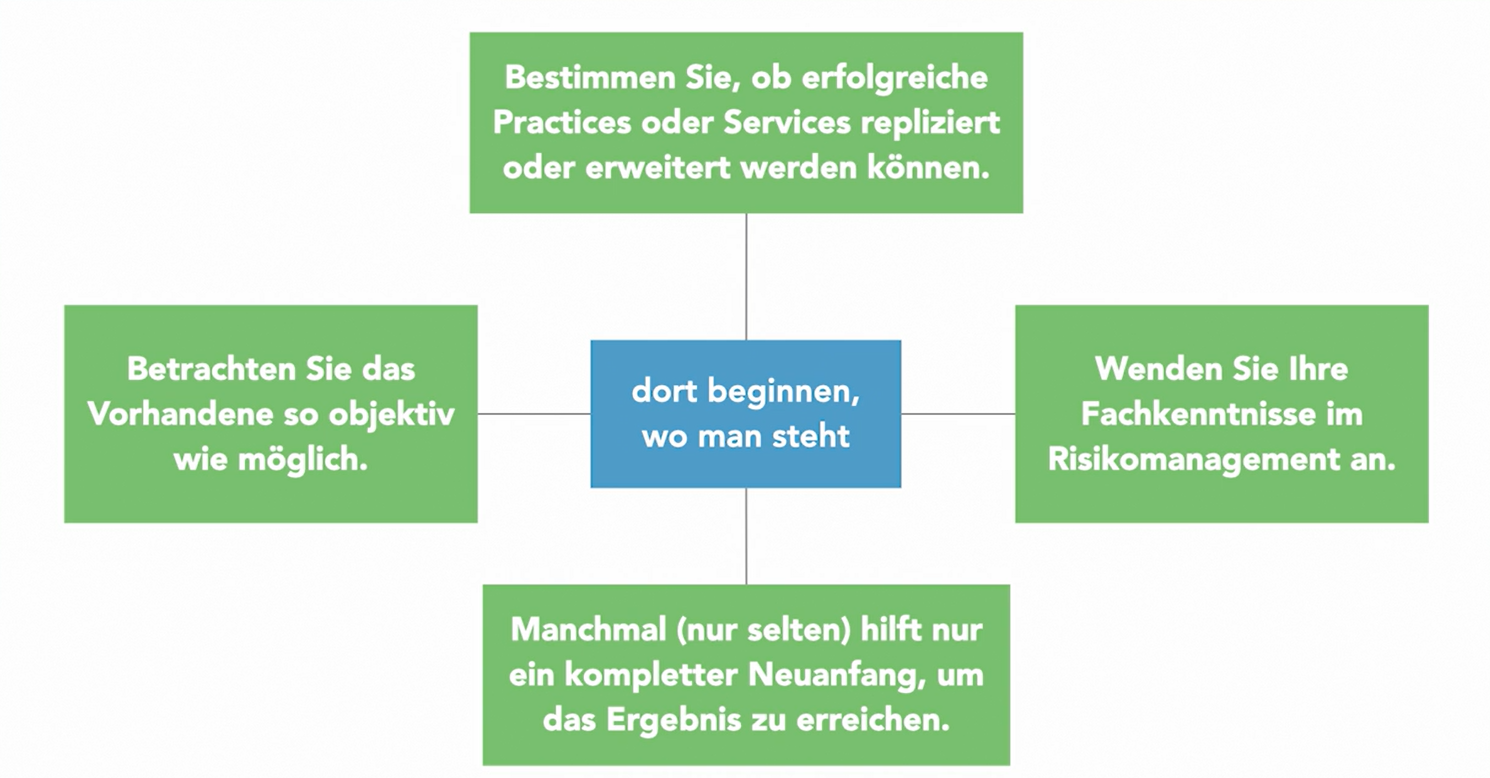 Bestimmen Sie, ob erfolgreiche
Practices oder Services repliziert
oder erweitert werden können.
Betrachten Sie das
Vorhandene so objektiv
wie möglich.
dort beginnen,
wo man steht
Wenden Sie Ihre
Fachkenntnisse im
Risikomanagement an.
Manchmal (nur selten) hilft nur
ein kompletter Neuanfang, um
das Ergebnis zu erreichen.